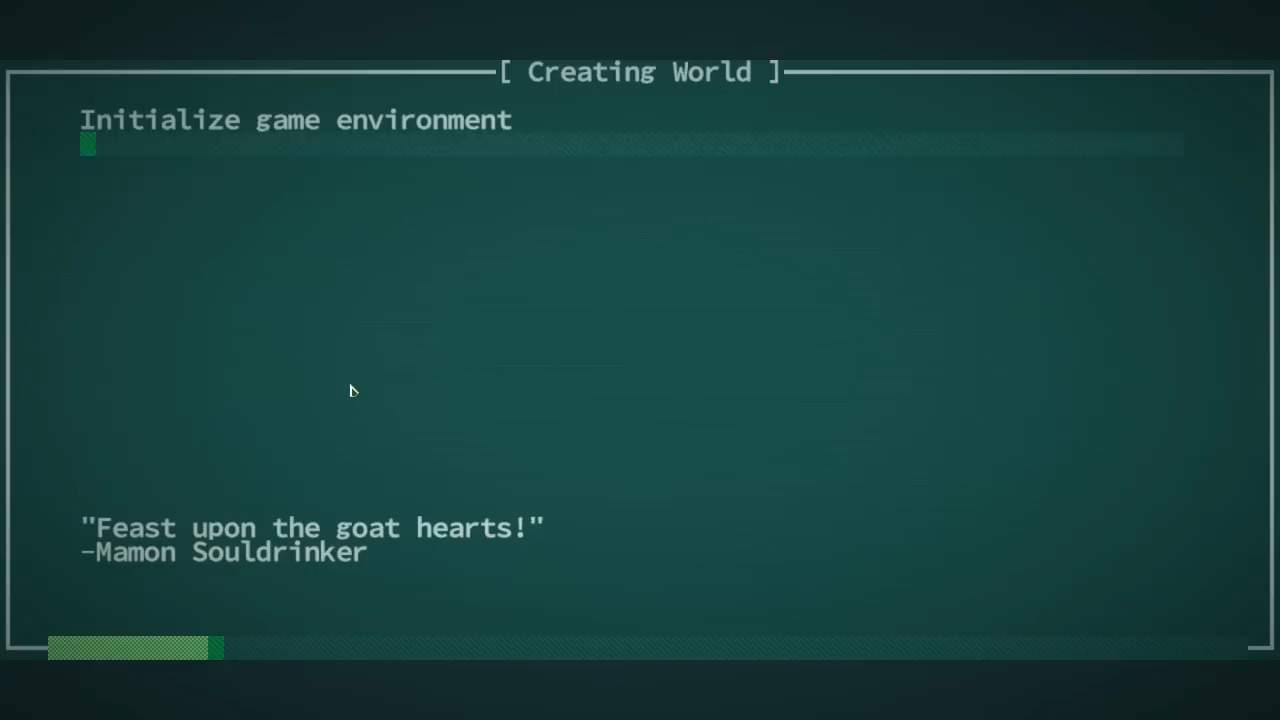 [ Creating World ]
Initialize game environment
"Feast upon the goat hearts!"
-Mamon Souldrinker